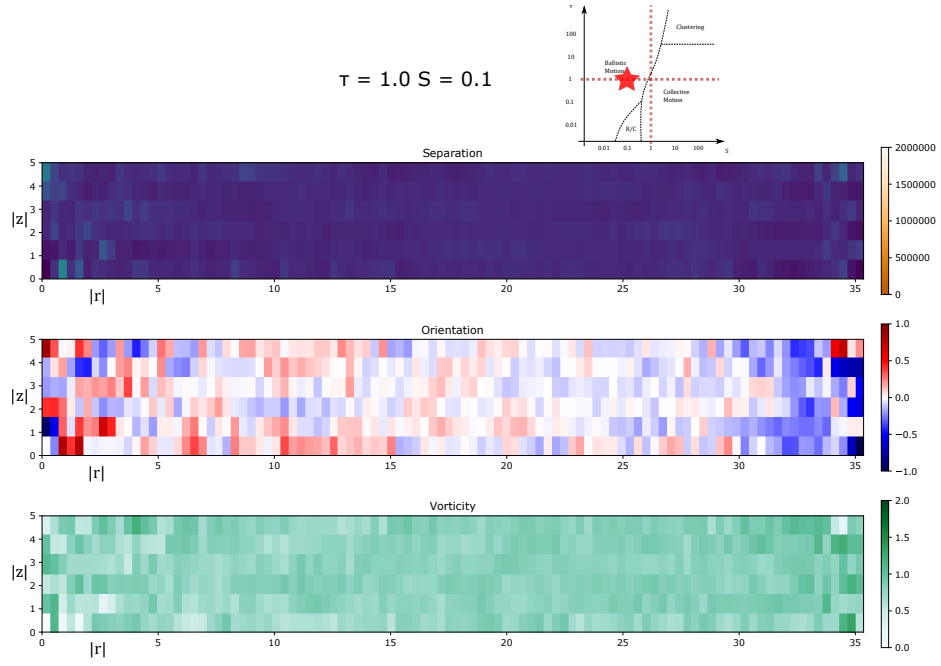 τ
100
10
1
0.1
0.01
Clustering
Ballistic
Motion
Collective
Motion
B/C
0.01 0.1 1 10 100
S
τ = 1.0 S = 0.1
Separation
|z|
5
4
3
2
1
0
0 5 10 15 20 25 30 35
|r|
2000000
1500000
1000000
500000
0
Orientation
|z|
5
4
3
2
1
0
0 5 10 15 20 25 30 35
|r|
1.0
0.5
0.0
−0.5
−1.0
Vorticity
|z|
5
4
3
2
1
0
0 5 10 15 20 25 30 35
|r|
2.0
1.5
1.0
0.5
0.0